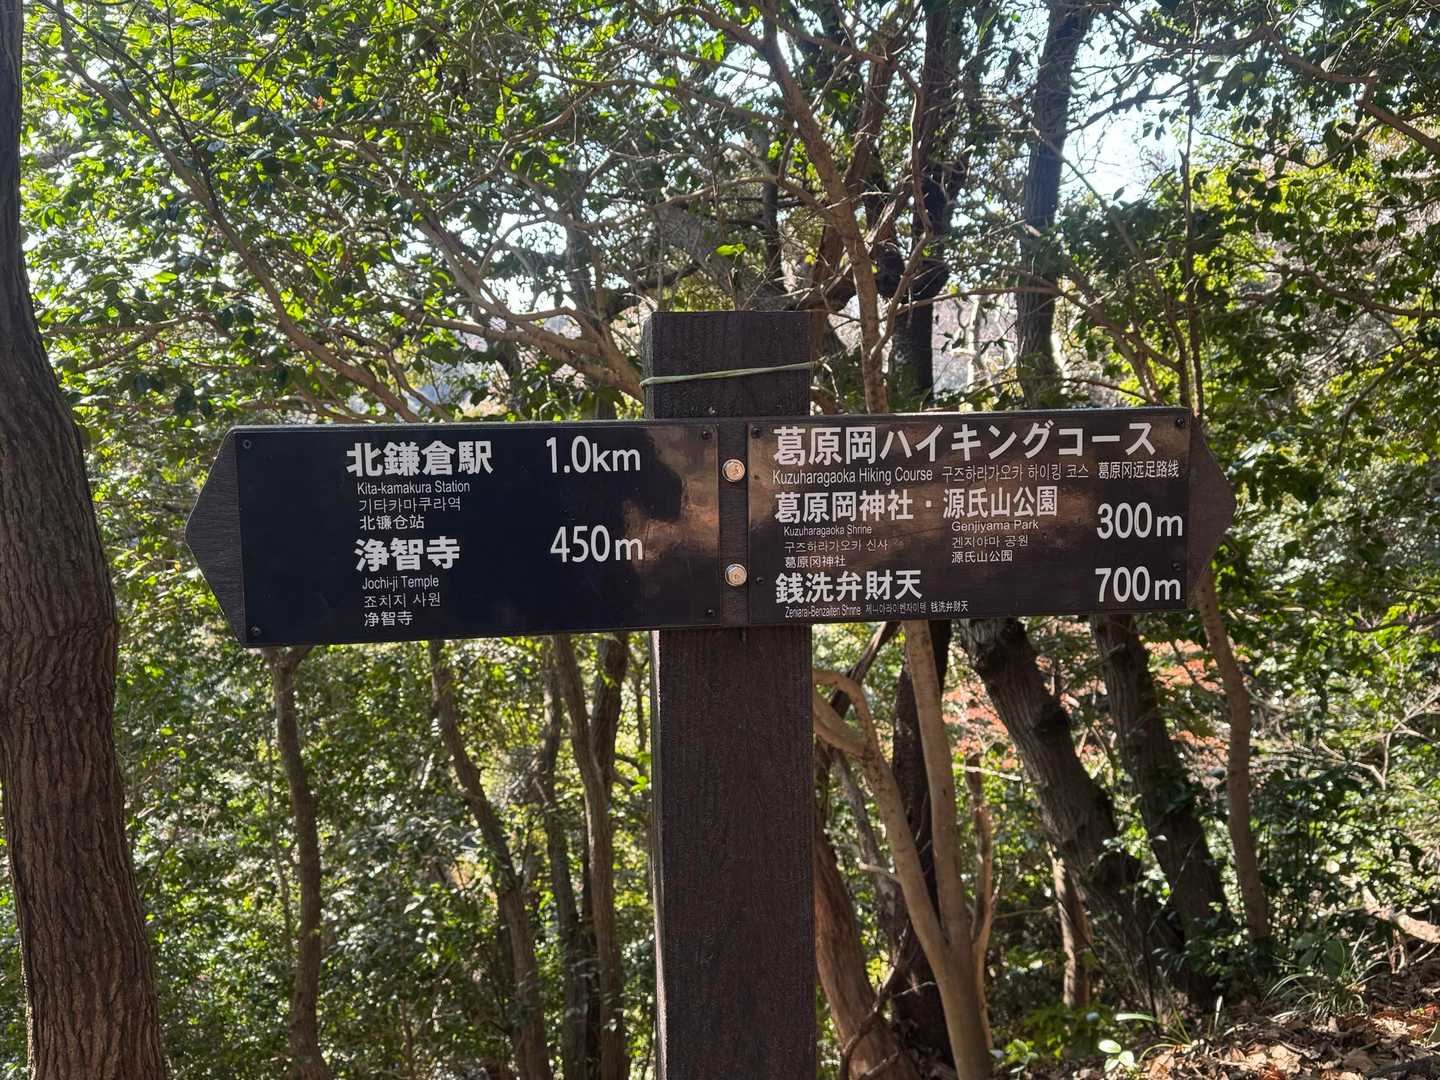 北鎌倉駅 1.0km
Kita-kamakura Station
기타카마쿠라역
北镰仓站
浄智寺 450m
Jochi-ji Temple
죠치지 사원
净智寺
葛原岡ハイキングコース
Kuzuharagaoka Hiking Course 구즈하라가오카 하이킹 코스 葛原冈远足路线
葛原岡神社・源氏山公園 300m
Kuzuharagaoka Shrine Genjiyama Park
구즈하라가오카 신사 겐지야마 공원
葛原冈神社 源氏山公园
銭洗弁財天 700m
Zeniarai-Benzaiten Shrine 제니아라이벤자이텐 钱洗弁财天